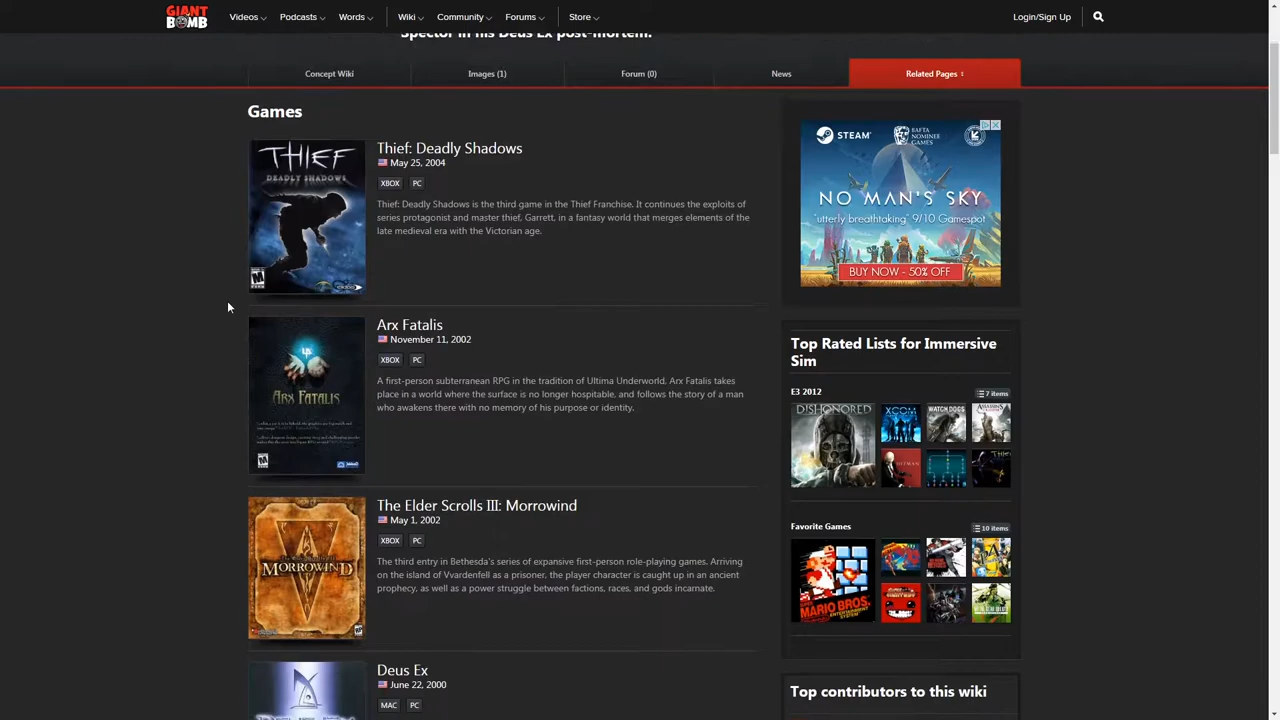 GIANT BOMB
Videos Podcasts Words Wiki Community Forums Store Login/Sign Up
Spector in his Deus Ex post-mortem.
Concept Wiki Images (1) Forum (0) News Related Pages
Games
THIEF
DEADLY SHADOWS
Thief: Deadly Shadows
May 25, 2004
XBOX PC
Thief: Deadly Shadows is the third game in the Thief Franchise. It continues the exploits of
series protagonist and master thief, Garrett, in a fantasy world that merges elements of the
late medieval era with the Victorian age.
STEAM BAFTA NOMINEE GAMES
NO MAN'S SKY
"utterly breathtaking" 9/10 Gamespot
BUY NOW - 50% OFF
ARX FATALIS
Arx Fatalis
November 11, 2002
XBOX PC
A first-person subterranean RPG in the tradition of Ultima Underworld, Arx Fatalis takes
place in a world where the surface is no longer hospitable, and follows the story of a man
who awakens there with no memory of his purpose or identity.
Top Rated Lists for Immersive
Sim
E3 2012 7 items
DISHONORED XCOM WATCH DOGS ASSASSIN'S
HITMAN THIEF
MORROWIND
The Elder Scrolls III: Morrowind
May 1, 2002
XBOX PC
The third entry in Bethesda's series of expansive first-person role-playing games. Arriving
on the island of Vvardenfell as a prisoner, the player character is caught up in an ancient
prophecy, as well as a power struggle between factions, races, and gods incarnate.
Favorite Games 10 items
SUPER
MARIO BROS.
Deus Ex
June 22, 2000
MAC PC
Top contributors to this wiki